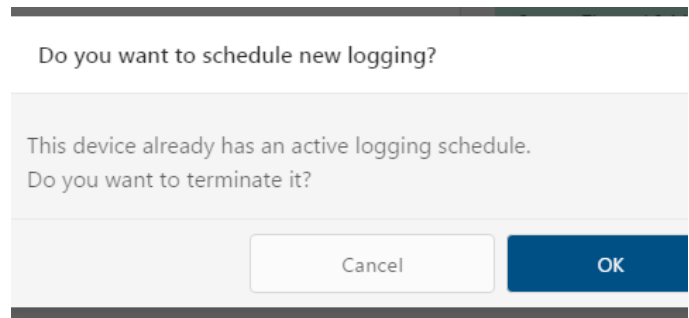 Do you want to schedule new logging?
This device already has an active logging schedule.
Do you want to terminate it?
Cancel
OK